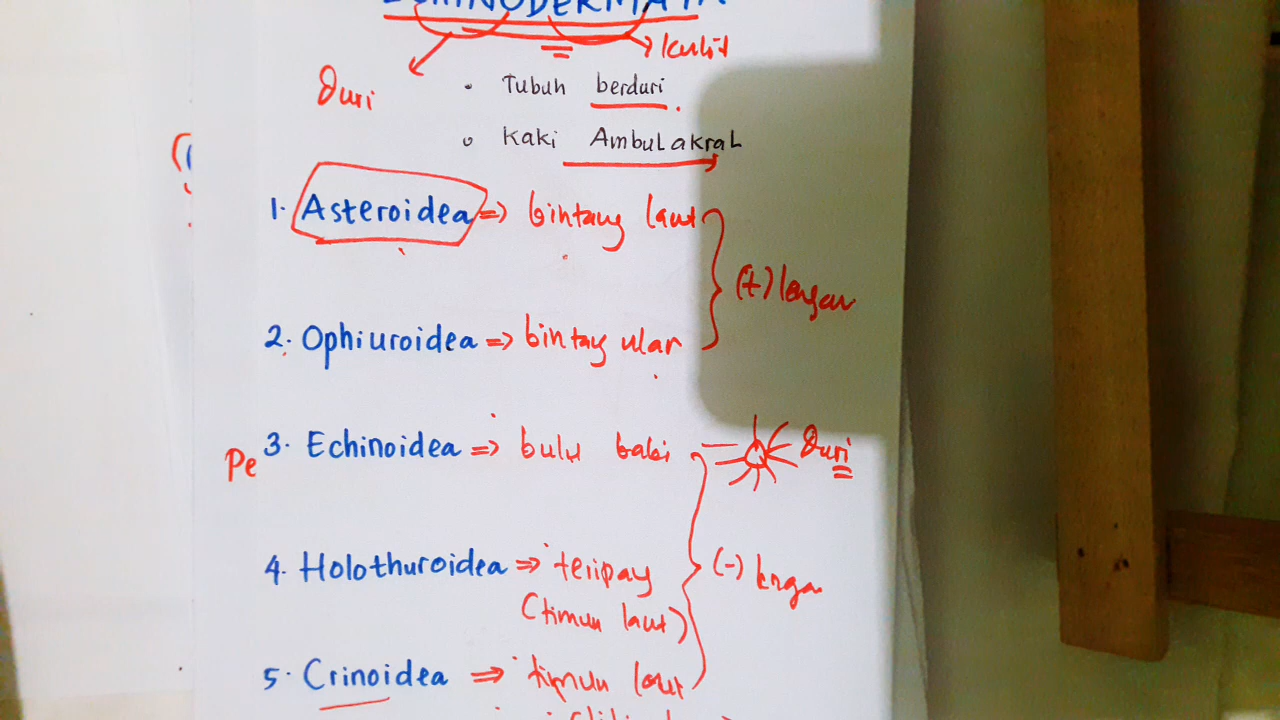 ECHINODERMATA
kulit
Duri
• Tubuh berduri
• Kaki Ambulakral
1. Asteroidea => bintang laut
(+) lengan
2. Ophiuroidea => bintang ular
Pe
3. Echinoidea => bulu babi
Duri
4. Holothuroidea => teripang
(timun laut)
(-) lengan
5. Crinoidea => timun laut